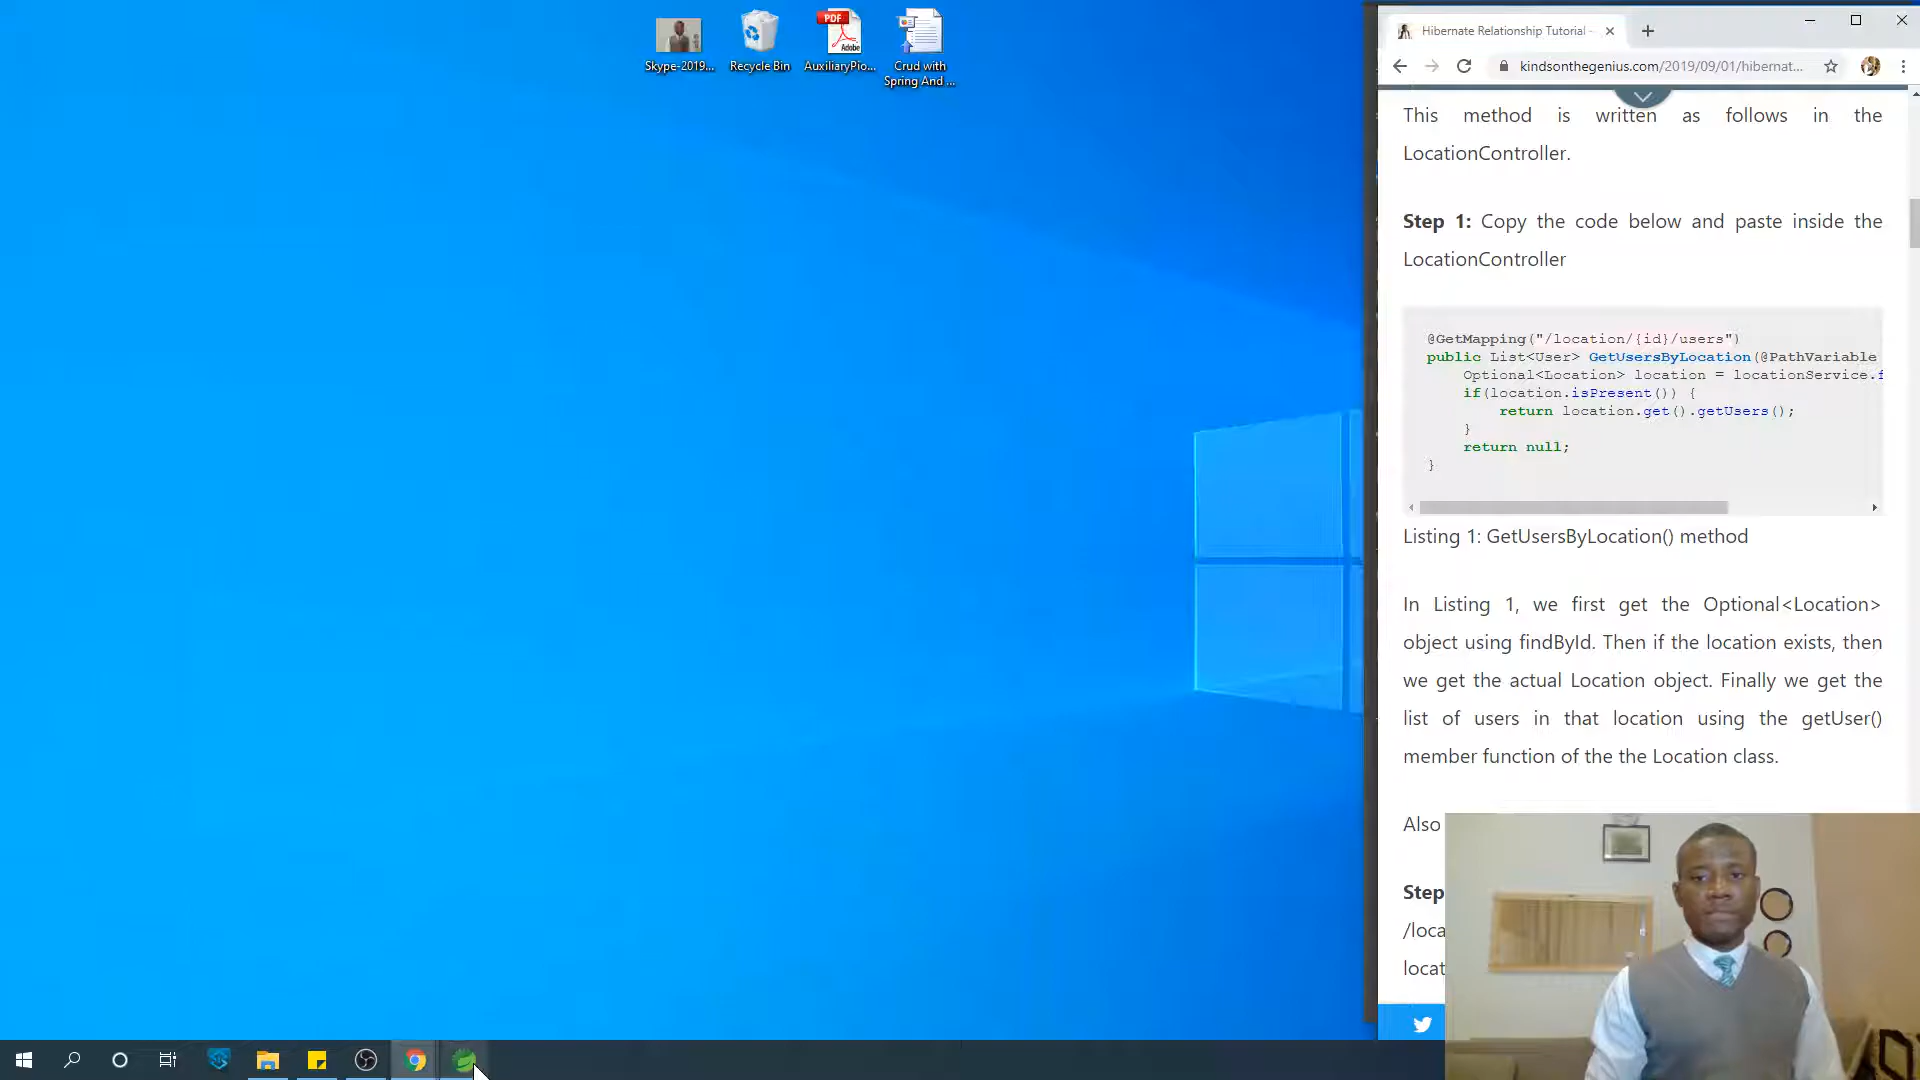 Skype-2019...
Recycle Bin
AuxiliaryPio...
Crud with
Spring And ...
PDF
Adobe
Hibernate Relationship Tutorial -
kindsonthegenius.com/2019/09/01/hibernat...
This method is written as follows in the
LocationController.
Step 1: Copy the code below and paste inside the
LocationController
@GetMapping("/location/{id}/users")
public List<User> GetUsersByLocation(@PathVariable
Optional<Location> location = locationService.f
if(location.isPresent()) {
return location.get().getUsers();
}
return null;
}
Listing 1: GetUsersByLocation() method
In Listing 1, we first get the Optional<Location>
object using findById. Then if the location exists, then
we get the actual Location object. Finally we get the
list of users in that location using the getUser()
member function of the the Location class.
Also
Step
/loca
locat